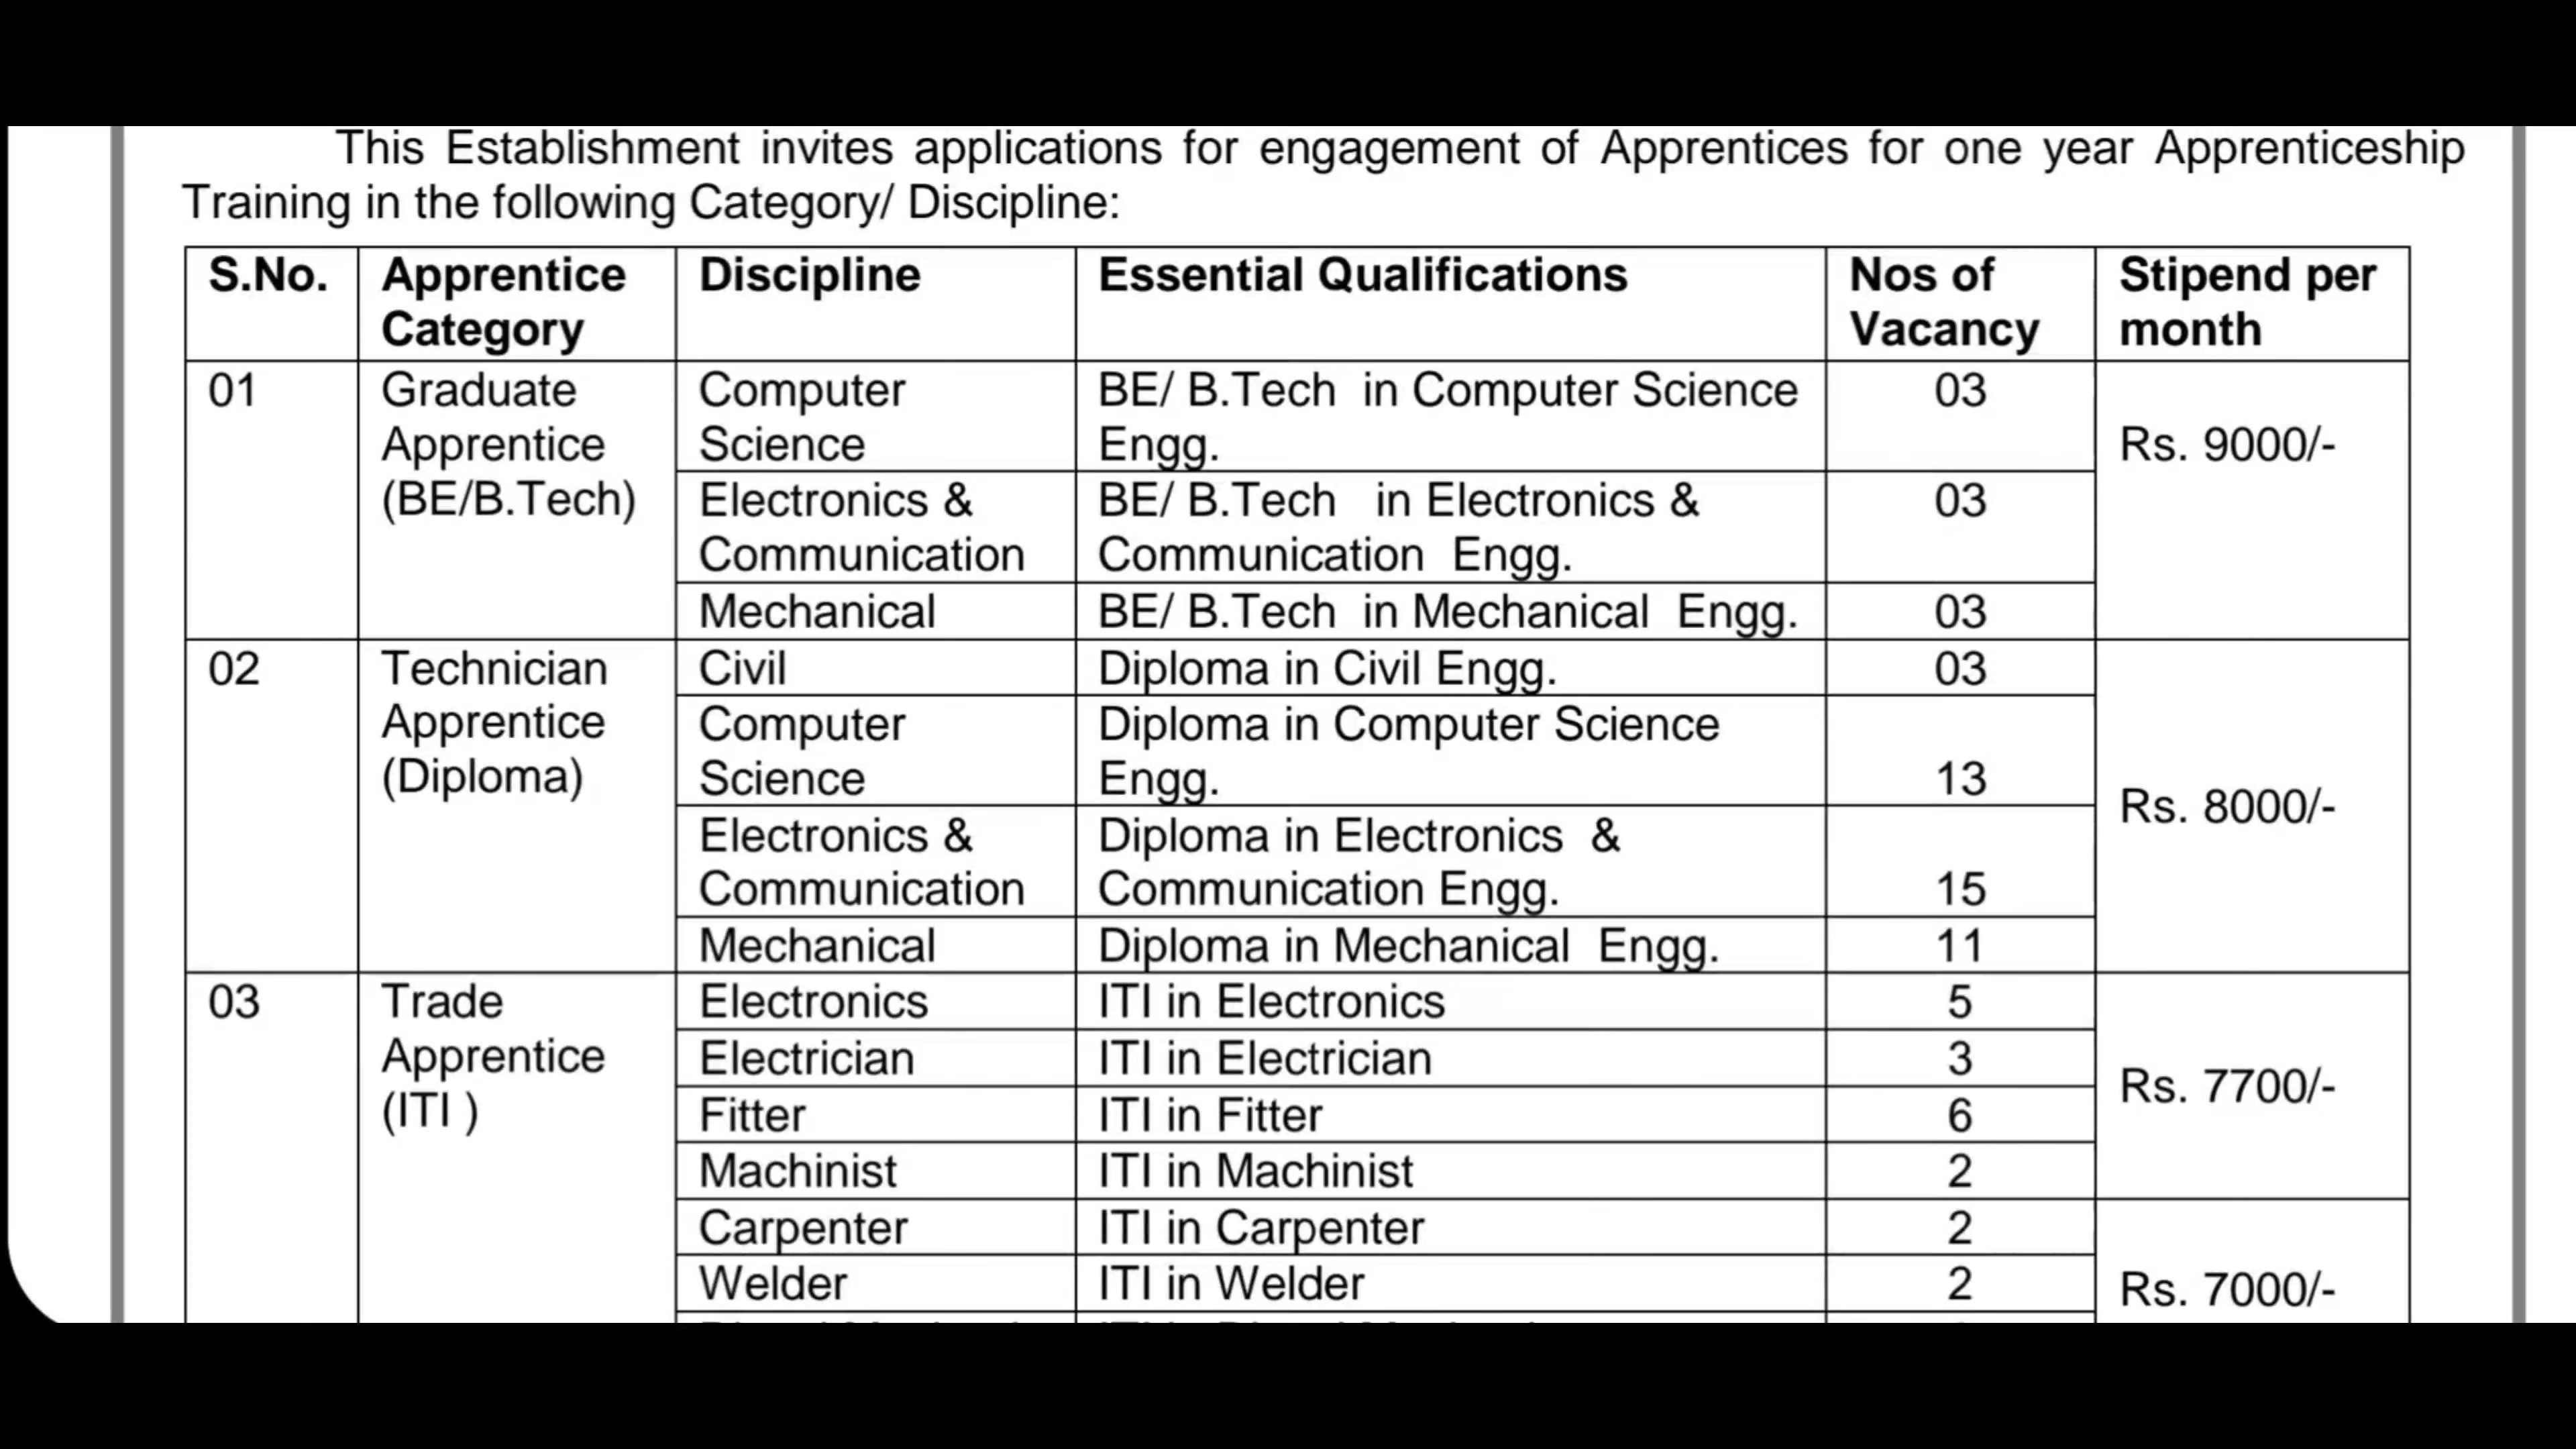 This Establishment invites applications for engagement of Apprentices for one year Apprenticeship
Training in the following Category/ Discipline:
S.No. Apprentice Category Discipline Essential Qualifications Nos of Vacancy Stipend per month
01 Graduate Apprentice (BE/B.Tech) Computer Science BE/ B.Tech in Computer Science Engg. 03 Rs. 9000/-
Electronics & Communication BE/ B.Tech in Electronics & Communication Engg. 03
Mechanical BE/ B.Tech in Mechanical Engg. 03
02 Technician Apprentice (Diploma) Civil Diploma in Civil Engg. 03 Rs. 8000/-
Computer Science Diploma in Computer Science Engg. 13
Electronics & Communication Diploma in Electronics & Communication Engg. 15
Mechanical Diploma in Mechanical Engg. 11
03 Trade Apprentice (ITI ) Electronics ITI in Electronics 5 Rs. 7700/-
Electrician ITI in Electrician 3
Fitter ITI in Fitter 6
Machinist ITI in Machinist 2
Carpenter ITI in Carpenter 2 Rs. 7000/-
Welder ITI in Welder 2